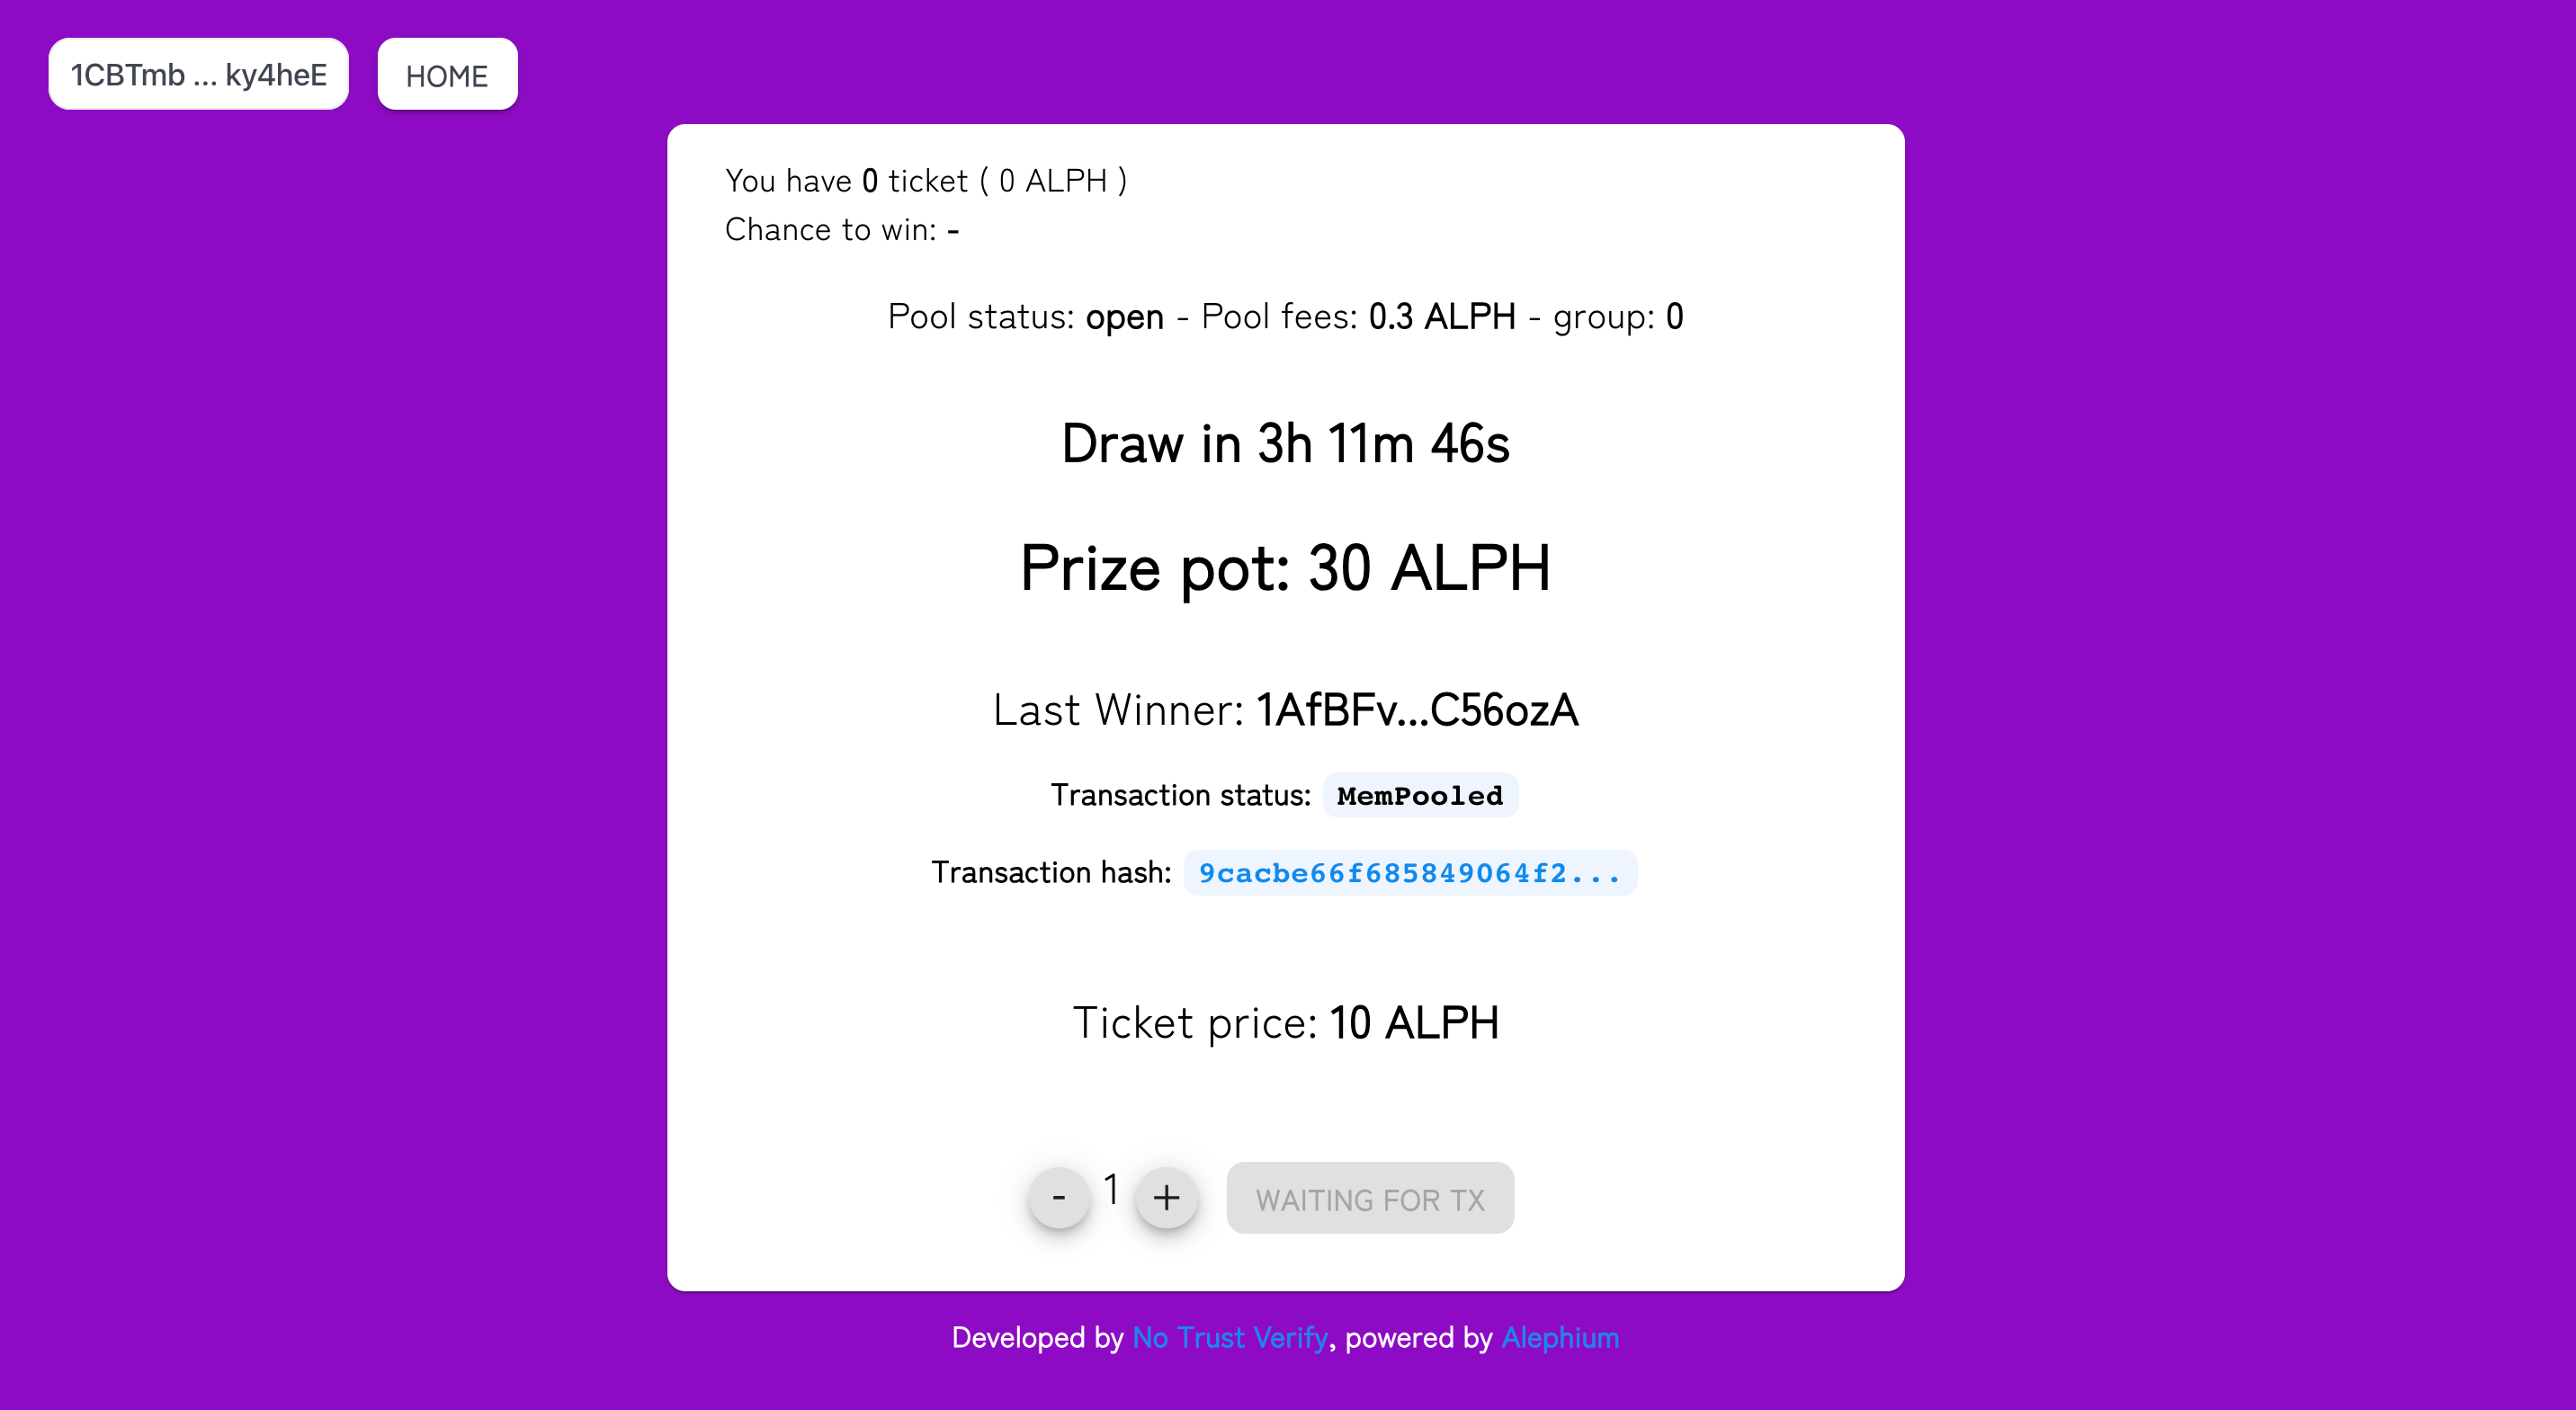 1CBTmb ... ky4heE
HOME
You have 0 ticket ( 0 ALPH )
Chance to win: -
Pool status: open - Pool fees: 0.3 ALPH - group: 0
Draw in 3h 11m 46s
Prize pot: 30 ALPH
Last Winner: 1AfBFv...C56ozA
Transaction status: MemPooled
Transaction hash: 9cacbe66f685849064f2...
Ticket price: 10 ALPH
- 1 + WAITING FOR TX
Developed by No Trust Verify, powered by Alephium